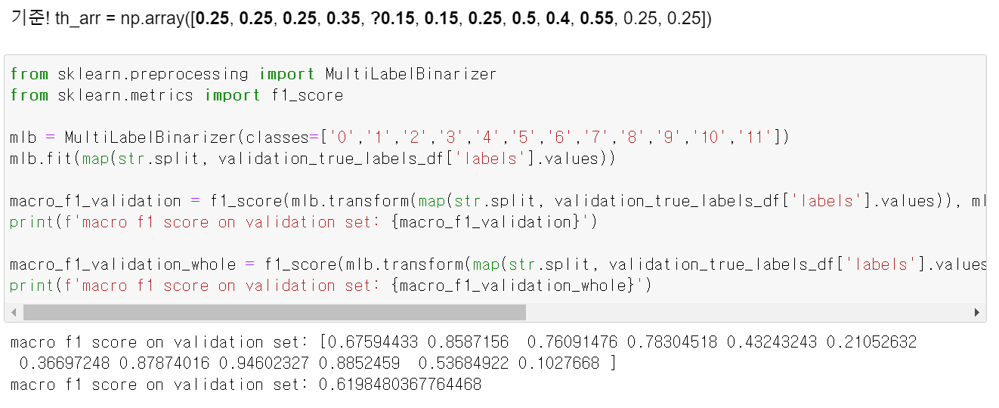 기준! th_arr = np.array([0.25, 0.25, 0.25, 0.35, ?0.15, 0.15, 0.25, 0.5, 0.4, 0.55, 0.25, 0.25])
from sklearn.preprocessing import MultiLabelBinarizer
from sklearn.metrics import f1_score
mlb = MultiLabelBinarizer(classes=['0','1','2','3','4','5','6','7','8','9','10','11'])
mlb.fit(map(str.split, validation_true_labels_df['labels'].values))
macro_f1_validation = f1_score(mlb.transform(map(str.split, validation_true_labels_df['labels'].values)), ml
print(f'macro f1 score on validation set: {macro_f1_validation}')
macro_f1_validation_whole = f1_score(mlb.transform(map(str.split, validation_true_labels_df['labels'].values
print(f'macro f1 score on validation set: {macro_f1_validation_whole}')
macro f1 score on validation set: [0.67594433 0.8587156  0.76091476 0.78304518 0.43243243 0.21052632
 0.36697248 0.87874016 0.94602327 0.8852459  0.53684922 0.1027668 ]
macro f1 score on validation set: 0.6198480367764468